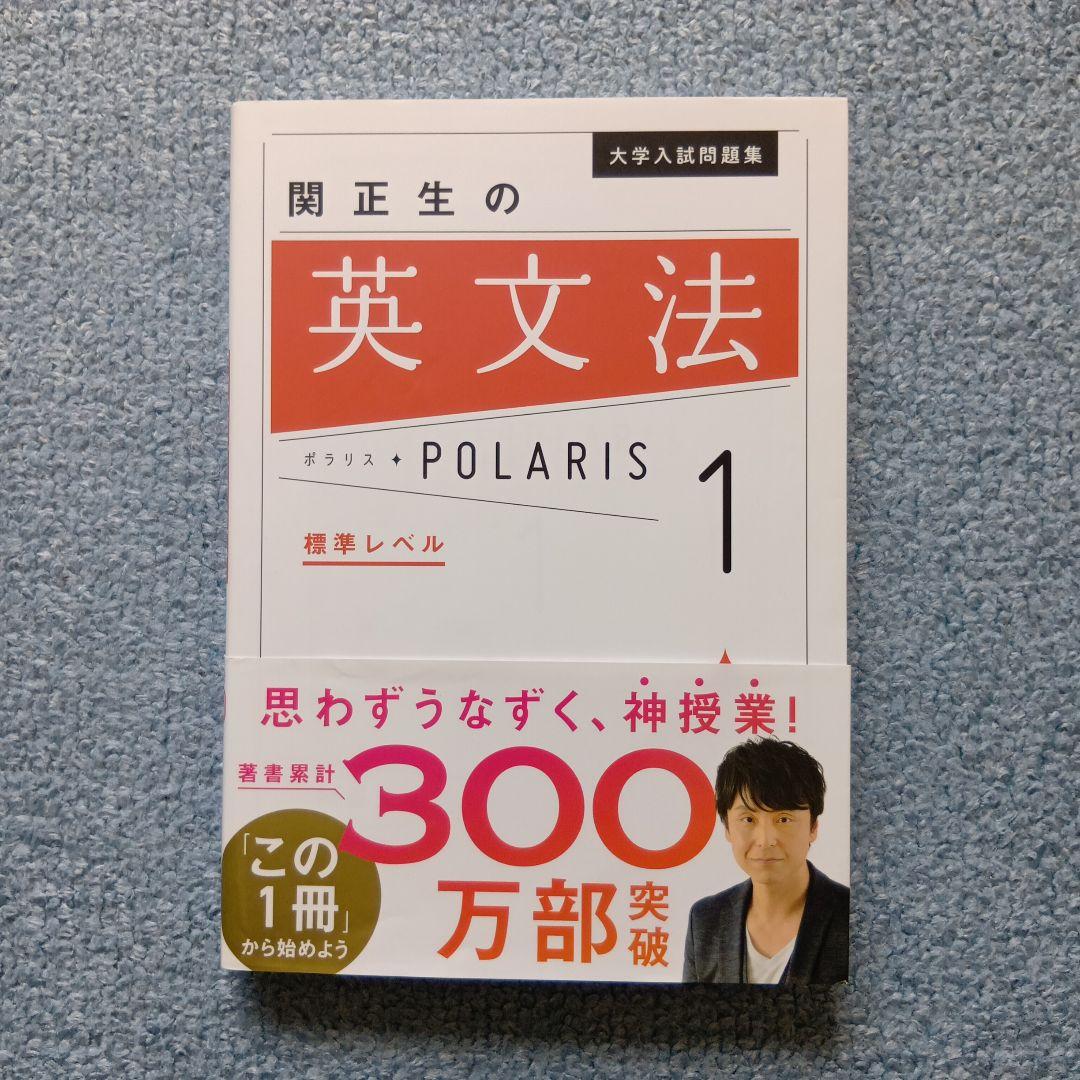 大学入試問題集
関正生の
英文法
ポラリス✦POLARIS 1
標準レベル
思わずうなずく、神授業!
著書累計
300
万部突破
「この
1冊」
から始めよう